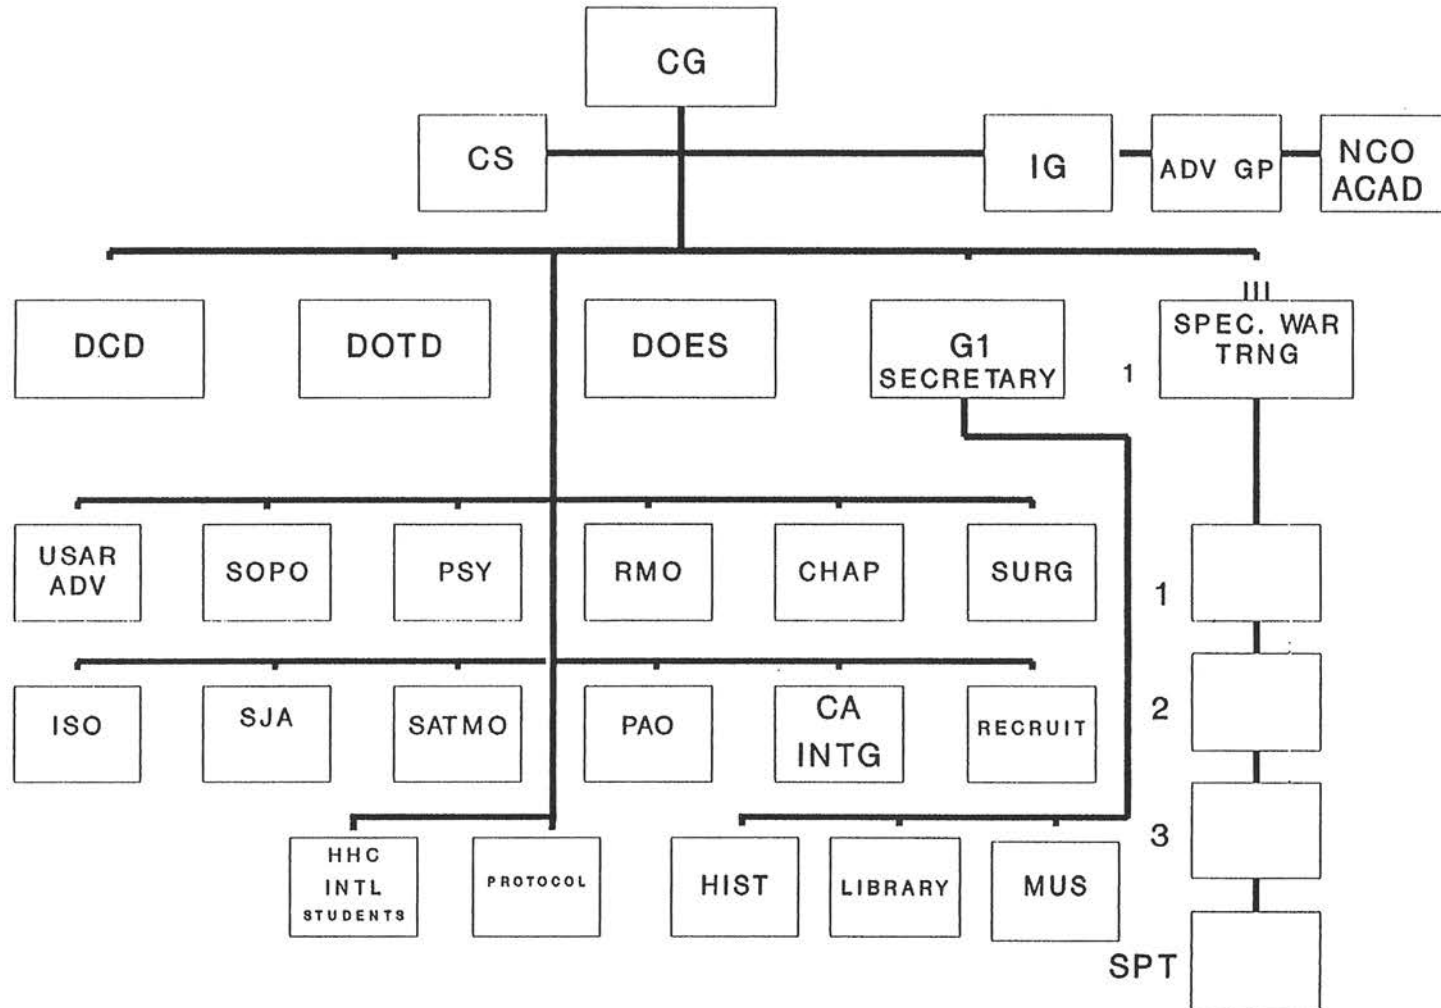 CG
CS
IG
ADV GP
NCO
ACAD
DCD
DOTD
DOES
G1
SECRETARY
III
1
SPEC. WAR
TRNG
USAR
ADV
SOPO
PSY
RMO
CHAP
SURG
1
ISO
SJA
SATMO
PAO
CA
INTG
RECRUIT
2
3
HHC
INTL
STUDENTS
PROTOCOL
HIST
LIBRARY
MUS
SPT